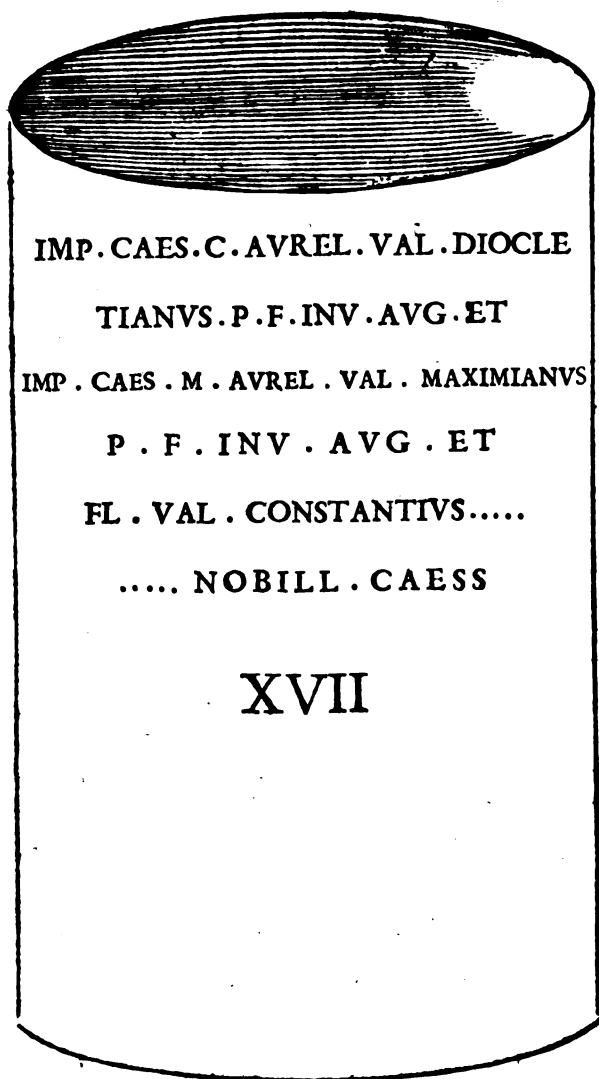 IMP. CAES. C. AVREL. VAL. DIOCLE
TIANVS. P. F. INV. AVG. ET
IMP. CAES. M. AVREL. VAL. MAXIMIANVS
P. F. INV. AVG. ET
FL. VAL. CONSTANTIVS.....
..... NOBILL. CAESS
XVII